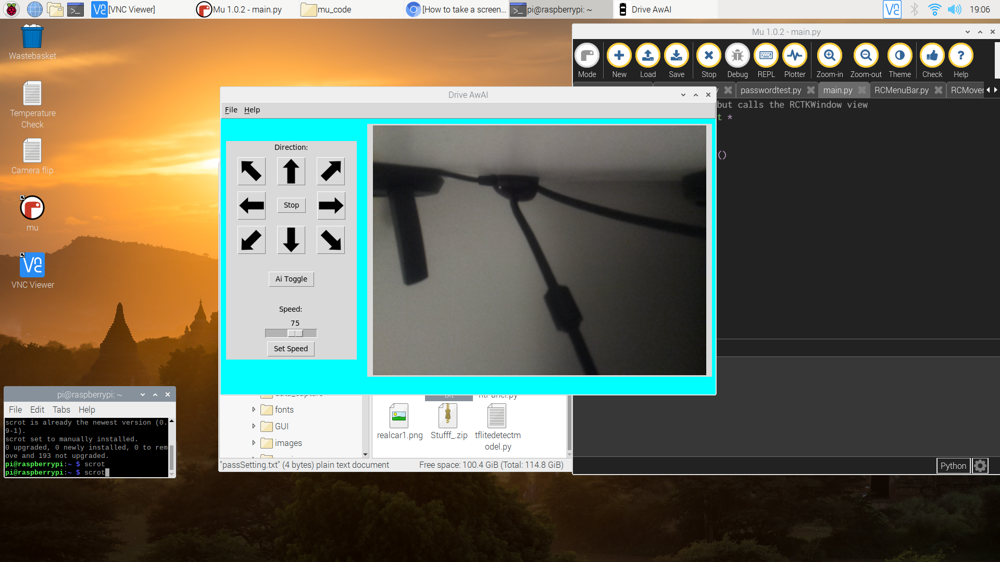 [VNC Viewer]
Mu 1.0.2 - main.py
mu_code
[How to take a screen...
pi@raspberrypi: ~
Drive AwAI
19:06
Wastebasket
Temperature
Check
Camera flip
mu
VNC Viewer
Mu 1.0.2 - main.py
Mode
New
Load
Save
Stop
Debug
REPL
Plotter
Zoom-in
Zoom-out
Theme
Check
Help
passwordtest.py
main.py
RCMenuBar.py
RCMover
but calls the RCTKWindow view
t *
()
Python
Drive AwAI
File Help
Direction:
Stop
Ai Toggle
Speed:
75
Set Speed
fonts
GUI
images
realcar1.png
Stufff_.zip
tflitedetectm
odel.py
"passSetting.txt" (4 bytes) plain text document
Free space: 100.4 GiB (Total: 114.8 GiB)
pi@raspberrypi: ~
File Edit Tabs Help
scrot is already the newest version (0.
9-1).
scrot set to manually installed.
0 upgraded, 0 newly installed, 0 to rem
ove and 193 not upgraded.
pi@raspberrypi:~ $ scrot
pi@raspberrypi:~ $ scrot